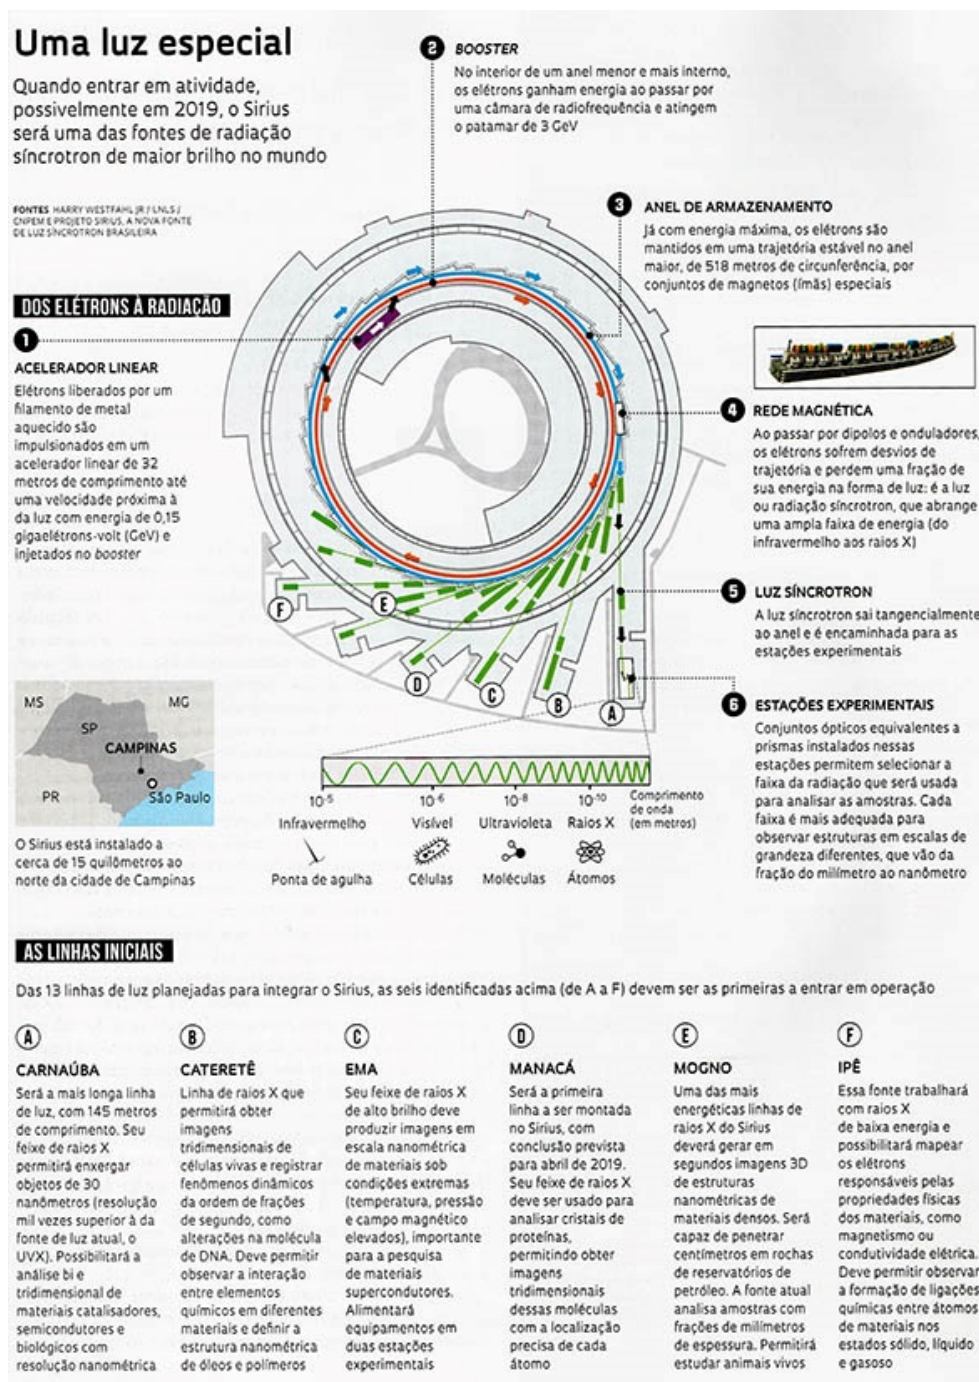 Uma luz especial
Quando entrar em atividade,
possivelmente em 2019, o Sirius
será uma das fontes de radiação
síncrotron de maior brilho no mundo
FONTES HARRY WESTFAHL JR / LNLS /
CNPEM E PROJETO SIRIUS, A NOVA FONTE
DE LUZ SÍNCROTRON BRASILEIRA
2
BOOSTER
No interior de um anel menor e mais interno,
os elétrons ganham energia ao passar por
uma câmara de radiofrequência e atingem
o patamar de 3 GeV
3
ANEL DE ARMAZENAMENTO
Já com energia máxima, os elétrons são
mantidos em uma trajetória estável no anel
maior, de 518 metros de circunferência, por
conjuntos de magnetos (ímãs) especiais
DOS ELÉTRONS À RADIAÇÃO
1
ACELERADOR LINEAR
Elétrons liberados por um
filamento de metal
aquecido são
impulsionados em um
acelerador linear de 32
metros de comprimento até
uma velocidade próxima à
da luz com energia de 0,15
gigaelétrons-volt (GeV) e
injetados no booster
4
REDE MAGNÉTICA
Ao passar por dipolos e onduladores,
os elétrons sofrem desvios de
trajetória e perdem uma fração de
sua energia na forma de luz: é a luz
ou radiação síncrotron, que abrange
uma ampla faixa de energia (do
infravermelho aos raios X)
5
LUZ SÍNCROTRON
A luz síncrotron sai tangencialmente
ao anel e é encaminhada para as
estações experimentais
6
ESTAÇÕES EXPERIMENTAIS
Conjuntos ópticos equivalentes a
prismas instalados nessas
estações permitem selecionar a
faixa da radiação que será usada
para analisar as amostras. Cada
faixa é mais adequada para
observar estruturas em escalas de
grandeza diferentes, que vão da
fração do milímetro ao nanômetro
F
E
D
C
B
A
MS
MG
SP
CAMPINAS
PR
São Paulo
O Sirius está instalado a
cerca de 15 quilômetros ao
norte da cidade de Campinas
10-5 10-6 10-8 10-10
Comprimento
de onda
(em metros)
Infravermelho Visível Ultravioleta Raios X
Ponta de agulha Células Moléculas Átomos
AS LINHAS INICIAIS
Das 13 linhas de luz planejadas para integrar o Sirius, as seis identificadas acima (de A a F) devem ser as primeiras a entrar em operação
A
CARNAÚBA
Será a mais longa linha
de luz, com 145 metros
de comprimento. Seu
feixe de raios X
permitirá enxergar
objetos de 30
nanômetros (resolução
mil vezes superior à da
fonte de luz atual, o
UVX). Possibilitará a
análise bi e
tridimensional de
materiais catalisadores,
semicondutores e
biológicos com
resolução nanométrica
B
CATERETÊ
Linha de raios X que
permitirá obter
imagens
tridimensionais de
células vivas e registrar
fenômenos dinâmicos
da ordem de frações
de segundo, como
alterações na molécula
de DNA. Deve permitir
observar a interação
entre elementos
químicos em diferentes
materiais e definir a
estrutura nanométrica
de óleos e polímeros
C
EMA
Seu feixe de raios X
de alto brilho deve
produzir imagens em
escala nanométrica
de materiais sob
condições extremas
(temperatura, pressão
e campo magnético
elevados), importante
para a pesquisa
de materiais
supercondutores.
Alimentará
equipamentos em
duas estações
experimentais
D
MANACÁ
Será a primeira
linha a ser montada
no Sirius, com
conclusão prevista
para abril de 2019.
Seu feixe de raios X
deve ser usado para
analisar cristais de
proteínas,
permitindo obter
imagens
tridimensionais
dessas moléculas
com a localização
precisa de cada
átomo
E
MOGNO
Uma das mais
energéticas linhas de
raios X do Sirius
deverá gerar em
segundos imagens 3D
de estruturas
nanométricas de
materiais densos. Será
capaz de penetrar
centímetros em rochas
de reservatórios de
petróleo. A fonte atual
analisa amostras com
frações de milímetros
de espessura. Permitirá
estudar animais vivos
F
IPÊ
Essa fonte trabalhará
com raios X
de baixa energia e
possibilitará mapear
os elétrons
responsáveis pelas
propriedades físicas
dos materiais, como
magnetismo ou
condutividade elétrica.
Deve permitir observar
a formação de ligações
químicas entre átomos
de materiais nos
estados sólido, líquido
e gasoso